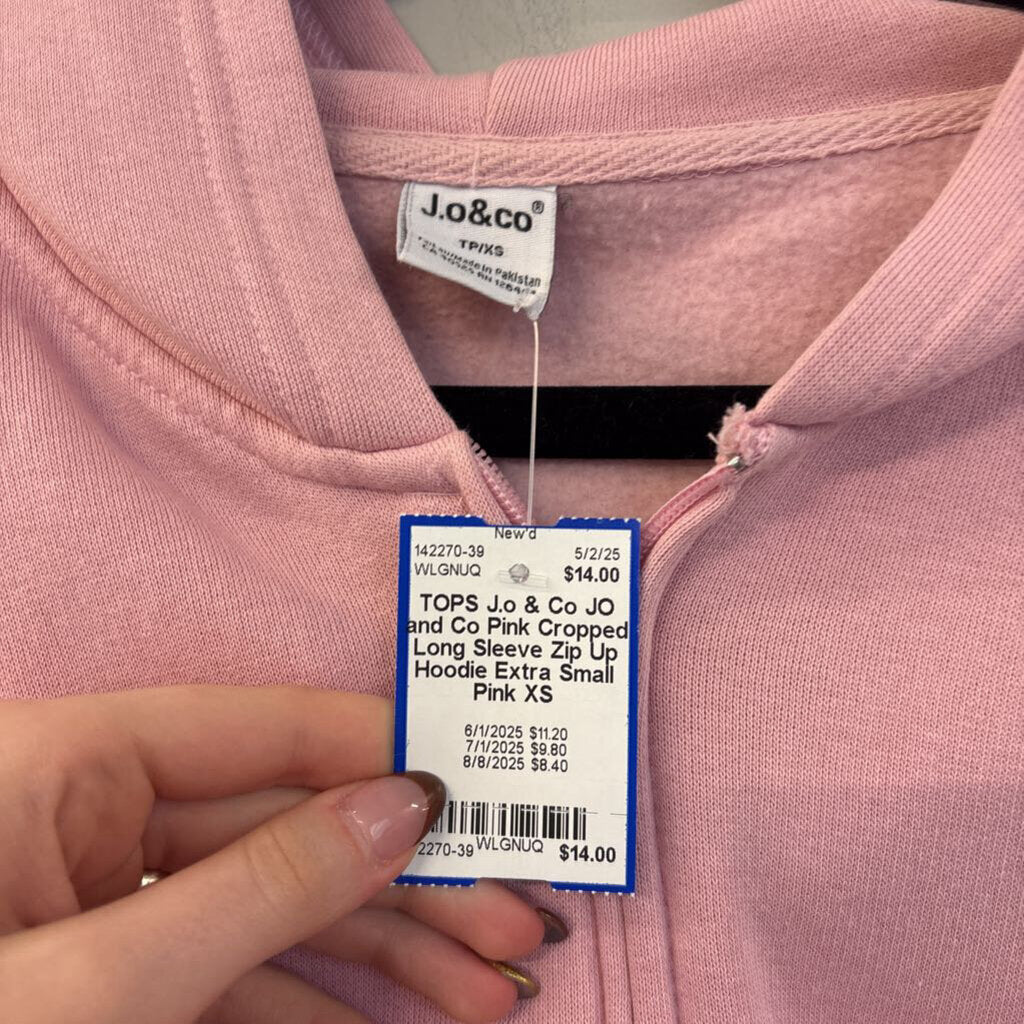 J.o&co®
TP/XS
Made in Pakistan
New'd
142270-39 5/2/25
WLGNUQ $14.00
TOPS J.o & Co JO
and Co Pink Cropped
Long Sleeve Zip Up
Hoodie Extra Small
Pink XS
6/1/2025 $11.20
7/1/2025 $9.80
8/8/2025 $8.40
2270-39 WLGNUQ $14.00